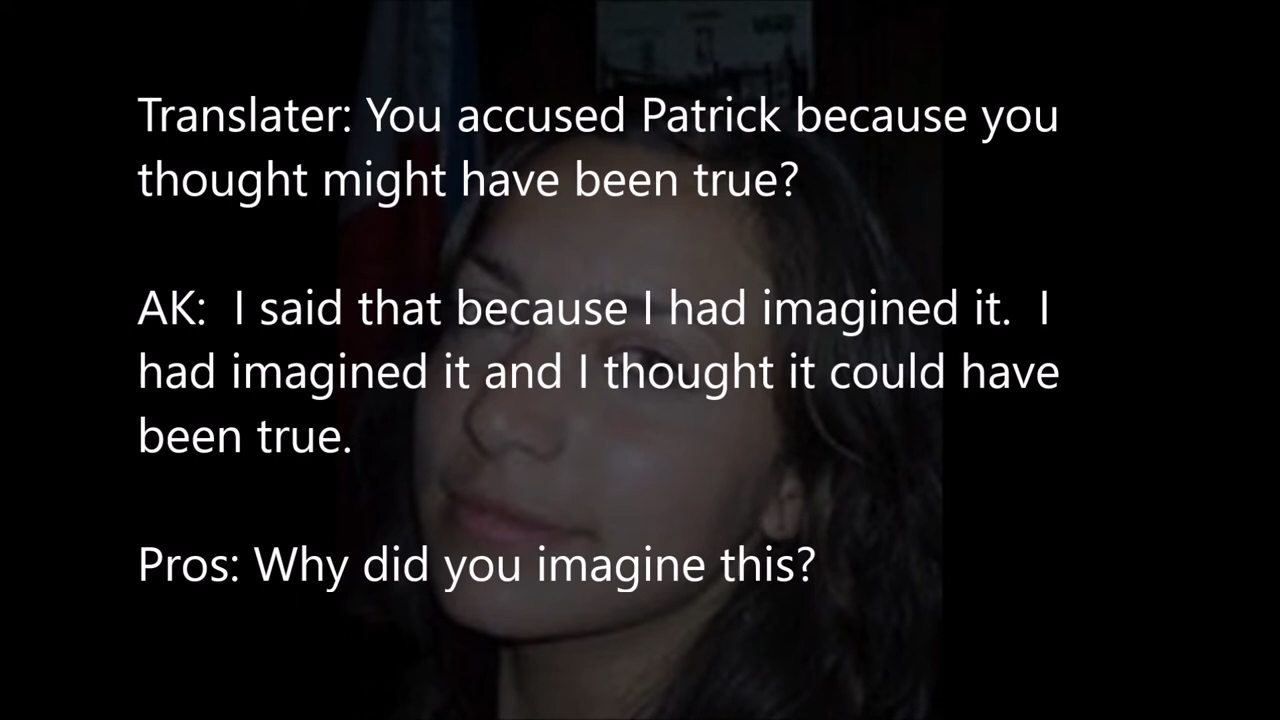 Translater: You accused Patrick because you
thought might have been true?
AK:  I said that because I had imagined it.  I
had imagined it and I thought it could have
been true.
Pros: Why did you imagine this?